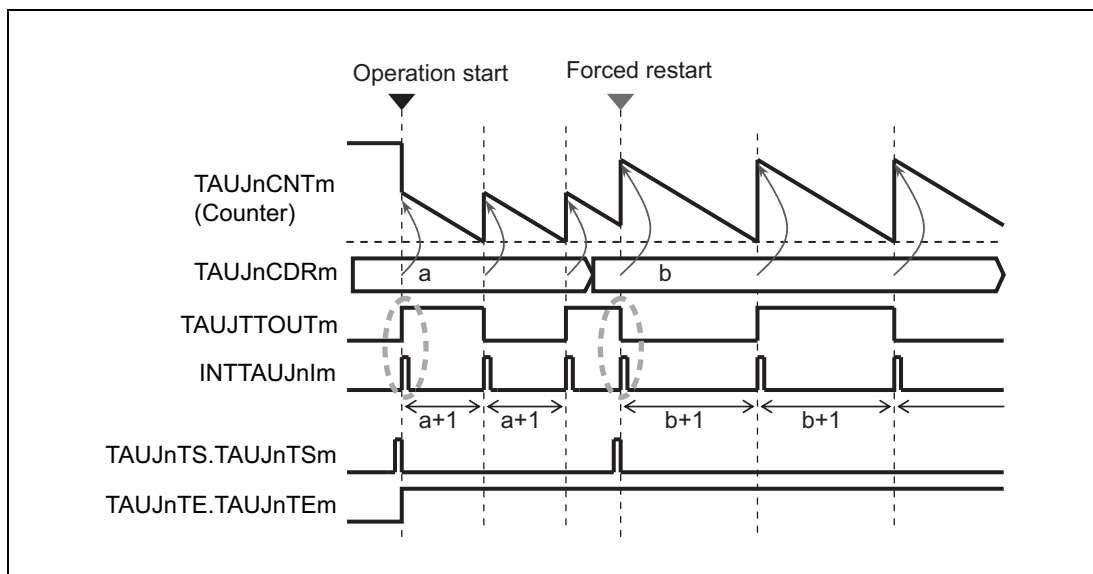 Operation start
Forced restart
TAUJnCNTm
(Counter)
TAUJnCDRm
a
b
TAUJTTOUTm
INTTAUJnIm
a+1
a+1
b+1
b+1
TAUJnTS.TAUJnTSm
TAUJnTE.TAUJnTEm